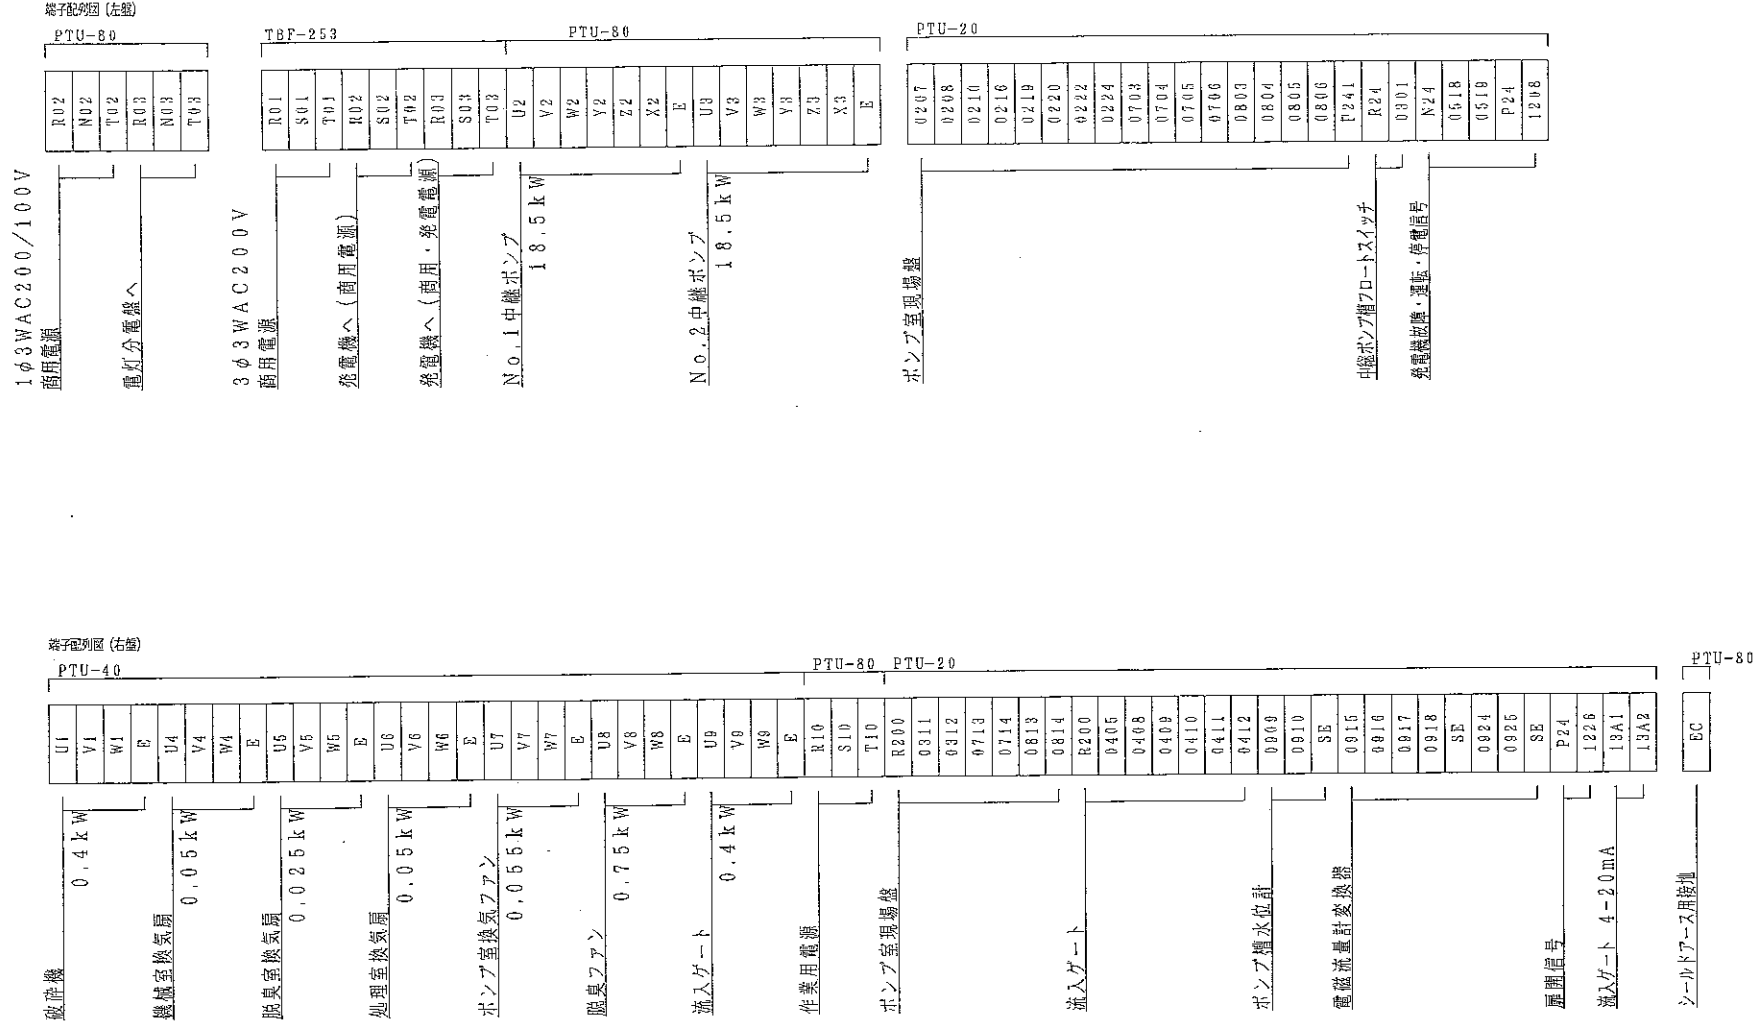 端子配列図 (左盤)
PTU-80
TBF-253
PTU-80
PTU-20
R02
N02
T02
R03
N03
T03
R01
S01
T01
R02
S02
T02
R03
S03
T03
U2
V2
W2
Y2
Z2
X2
E
U3
V3
W3
Y3
Z3
X3
E
0207
0208
0210
0216
0219
0220
0222
0224
0703
0704
0705
0706
0803
0804
0805
0806
P241
R24
0301
N24
0518
0519
P24
1208
1φ3WAC200/100V
商用電源
電灯分電盤へ
3φ3WAC200V
商用電源
発電機へ(商用電源)
発電機へ(商用・発電電源)
No.1中継ポンプ
18.5kW
No.2中継ポンプ
18.5kW
ポンプ室現場盤
中継ポンプ槽フロートスイッチ
発電機故障・運転・停電信号
端子配列図 (右盤)
PTU-40
PTU-80
PTU-20
PTU-80
U1
V1
W1
E
U4
V4
W4
E
U5
V5
W5
E
U6
V6
W6
E
U7
V7
W7
E
U8
V8
W8
E
U9
V9
W9
E
R10
S10
T10
R200
0311
0312
0713
0714
0813
0814
R200
0405
0408
0409
0410
0411
0412
0909
0910
SE
0915
0916
0917
0918
SE
0924
0925
SE
P24
1226
13A1
13A2
EC
破砕機
0.4kW
機械室換気扇
0.05kW
脱臭室換気扇
0.025kW
処理室換気扇
0.05kW
ポンプ室換気ファン
0.055kW
脱臭ファン
0.75kW
流入ゲート
0.4kW
作業用電源
ポンプ室現場盤
流入ゲート
ポンプ槽水位計
電磁流量計変換器
扉開信号
流入ゲート 4-20mA
シールドアース用接地